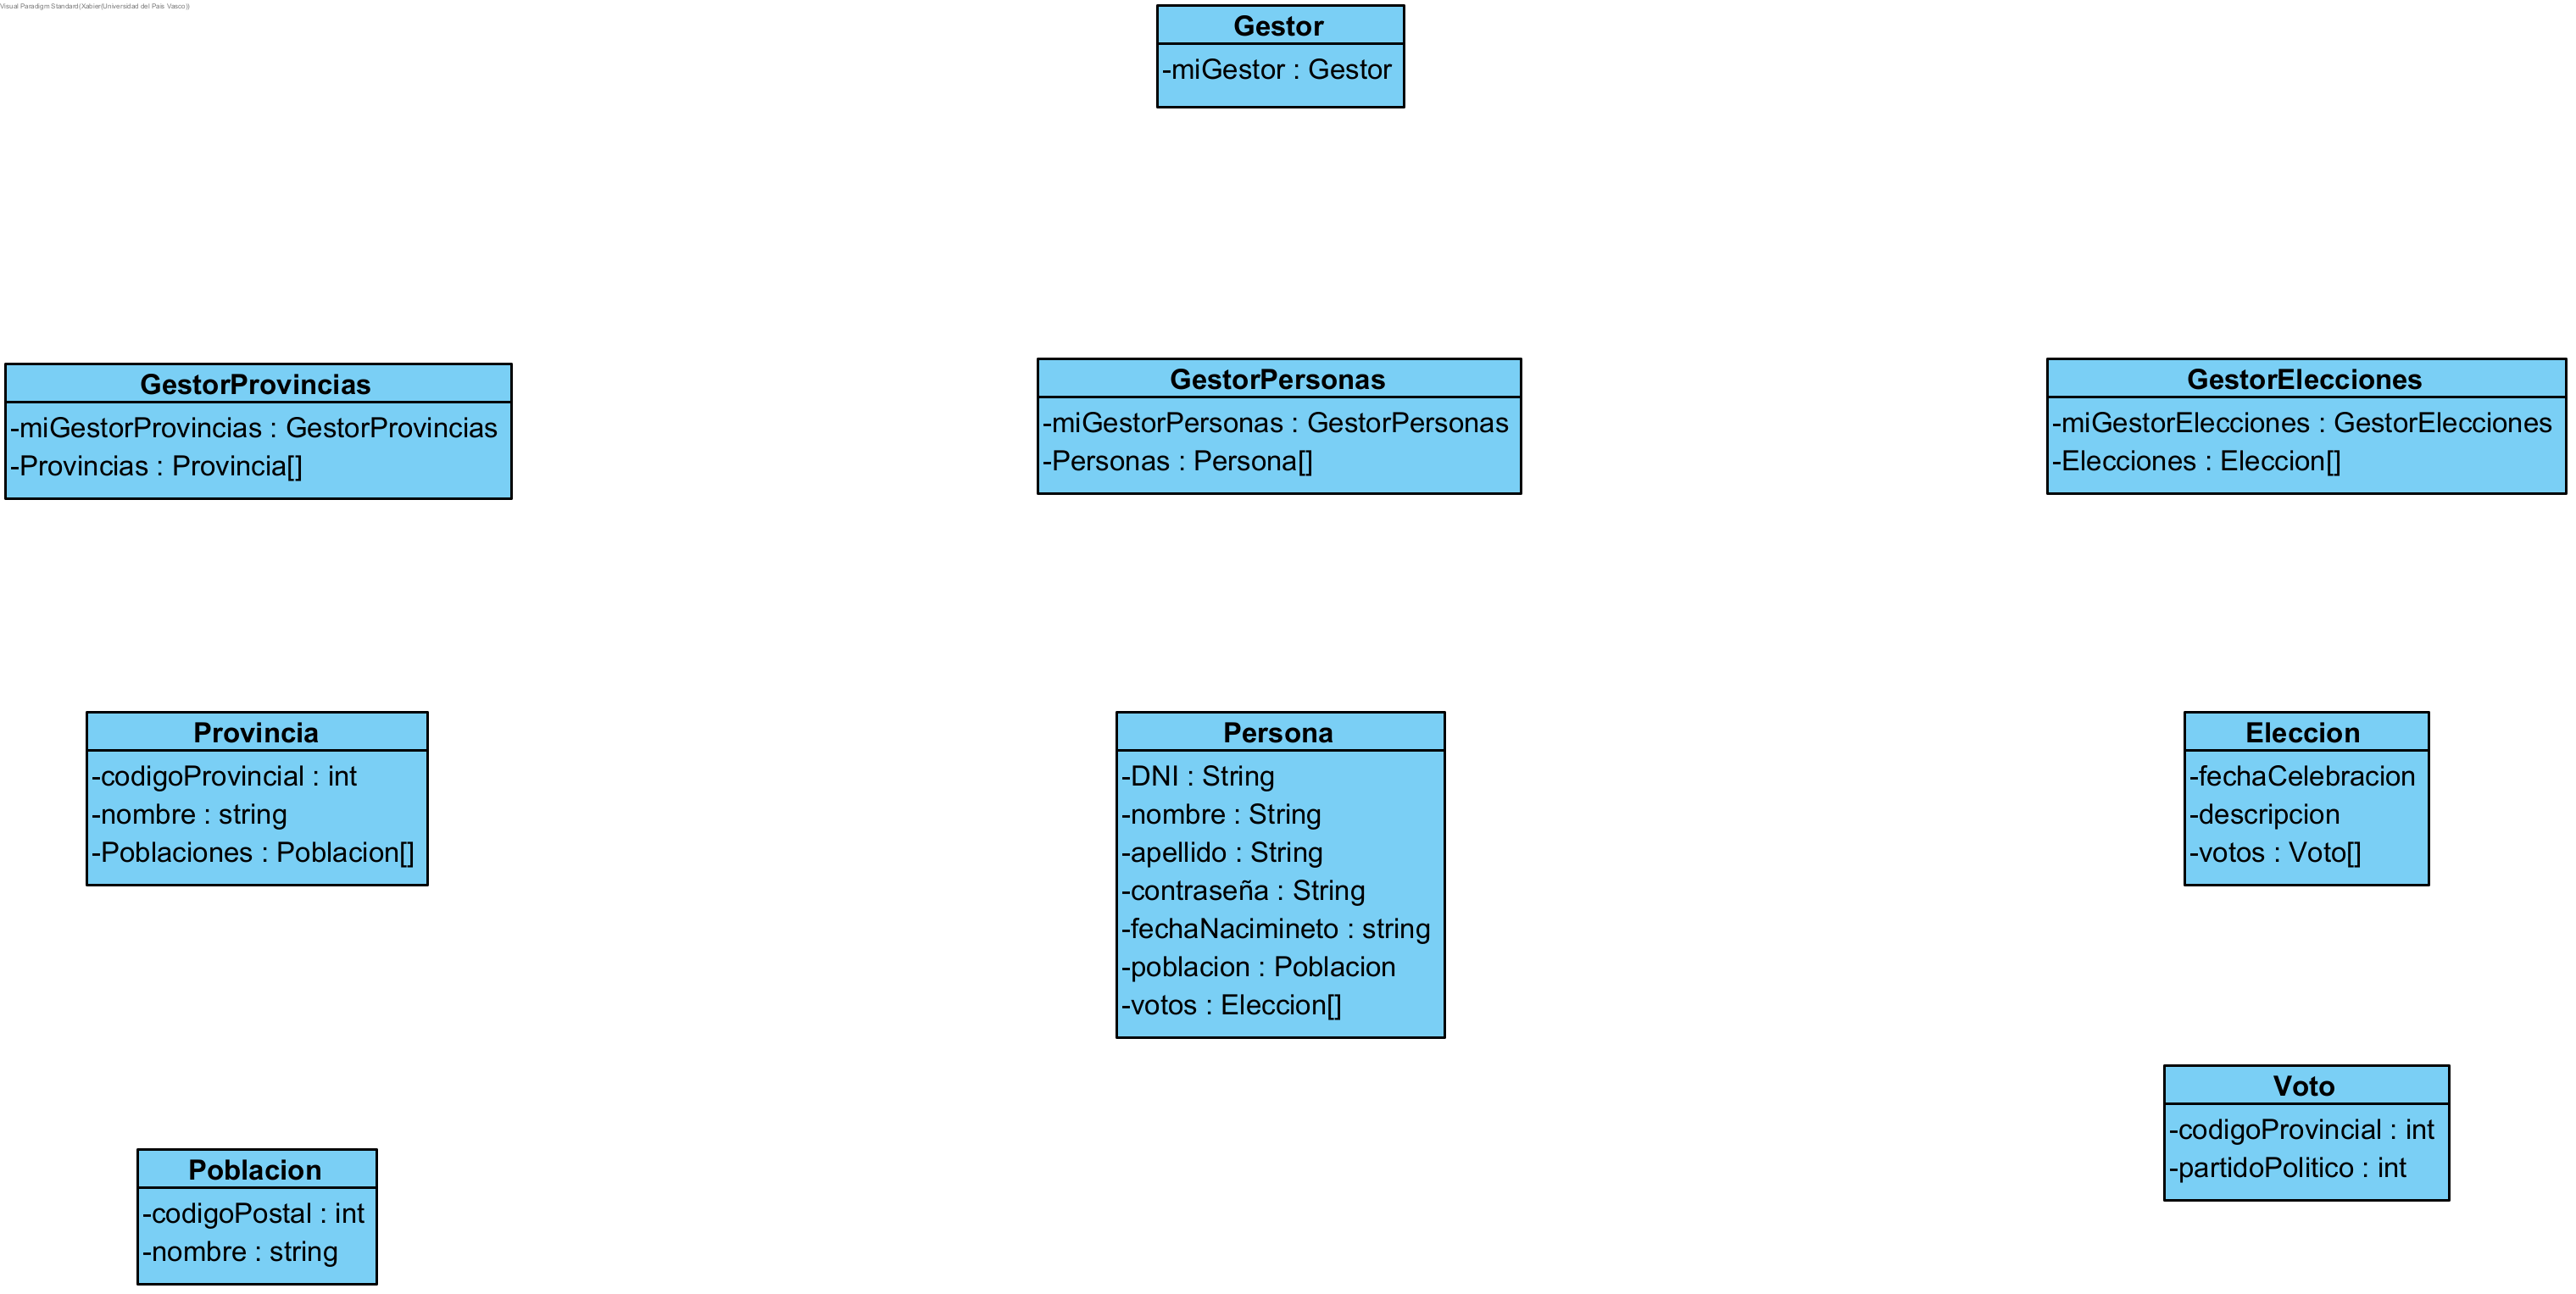 Visual Paradigm Standard(Xabier(Universidad del Pais Vasco))
Gestor
-miGestor : Gestor
GestorProvincias
-miGestorProvincias : GestorProvincias
-Provincias : Provincia[]
GestorPersonas
-miGestorPersonas : GestorPersonas
-Personas : Persona[]
GestorElecciones
-miGestorElecciones : GestorElecciones
-Elecciones : Eleccion[]
Provincia
-codigoProvincial : int
-nombre : string
-Poblaciones : Poblacion[]
Persona
-DNI : String
-nombre : String
-apellido : String
-contraseña : String
-fechaNacimineto : string
-poblacion : Poblacion
-votos : Eleccion[]
Eleccion
-fechaCelebracion
-descripcion
-votos : Voto[]
Voto
-codigoProvincial : int
-partidoPolitico : int
Poblacion
-codigoPostal : int
-nombre : string